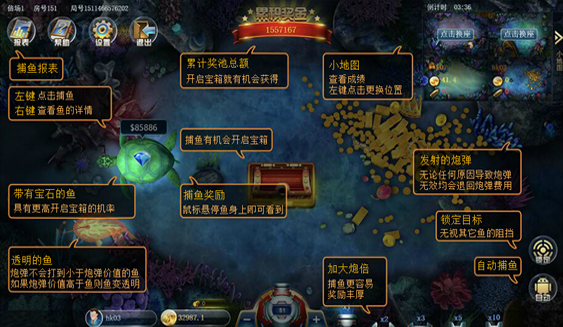 倍场1 房号151 局号1511466576202
报表
帮助
设置
退出
累积奖金
1557167
倒计时 03:36
点击换座
点击换座
捕鱼报表
累计奖池总额
开启宝箱就有机会获得
小地图
查看成绩
左键点击更换位置
左键 点击捕鱼
右键 查看鱼的详情
$85886
捕鱼有机会开启宝箱
发射的炮弹
无论任何原因导致炮弹
无效均会退回炮弹费用
带有宝石的鱼
具有更高开启宝箱的机率
捕鱼奖励
鼠标悬停鱼身上即可看到
锁定目标
无视其它鱼的阻挡
透明的鱼
炮弹不会打到小于炮弹价值的鱼
如果炮弹价值高于鱼则鱼变透明
加大炮倍
捕鱼更容易
奖励丰厚
自动捕鱼
锁定
自动
hk03
32987.1
x2 x3 x5 x10